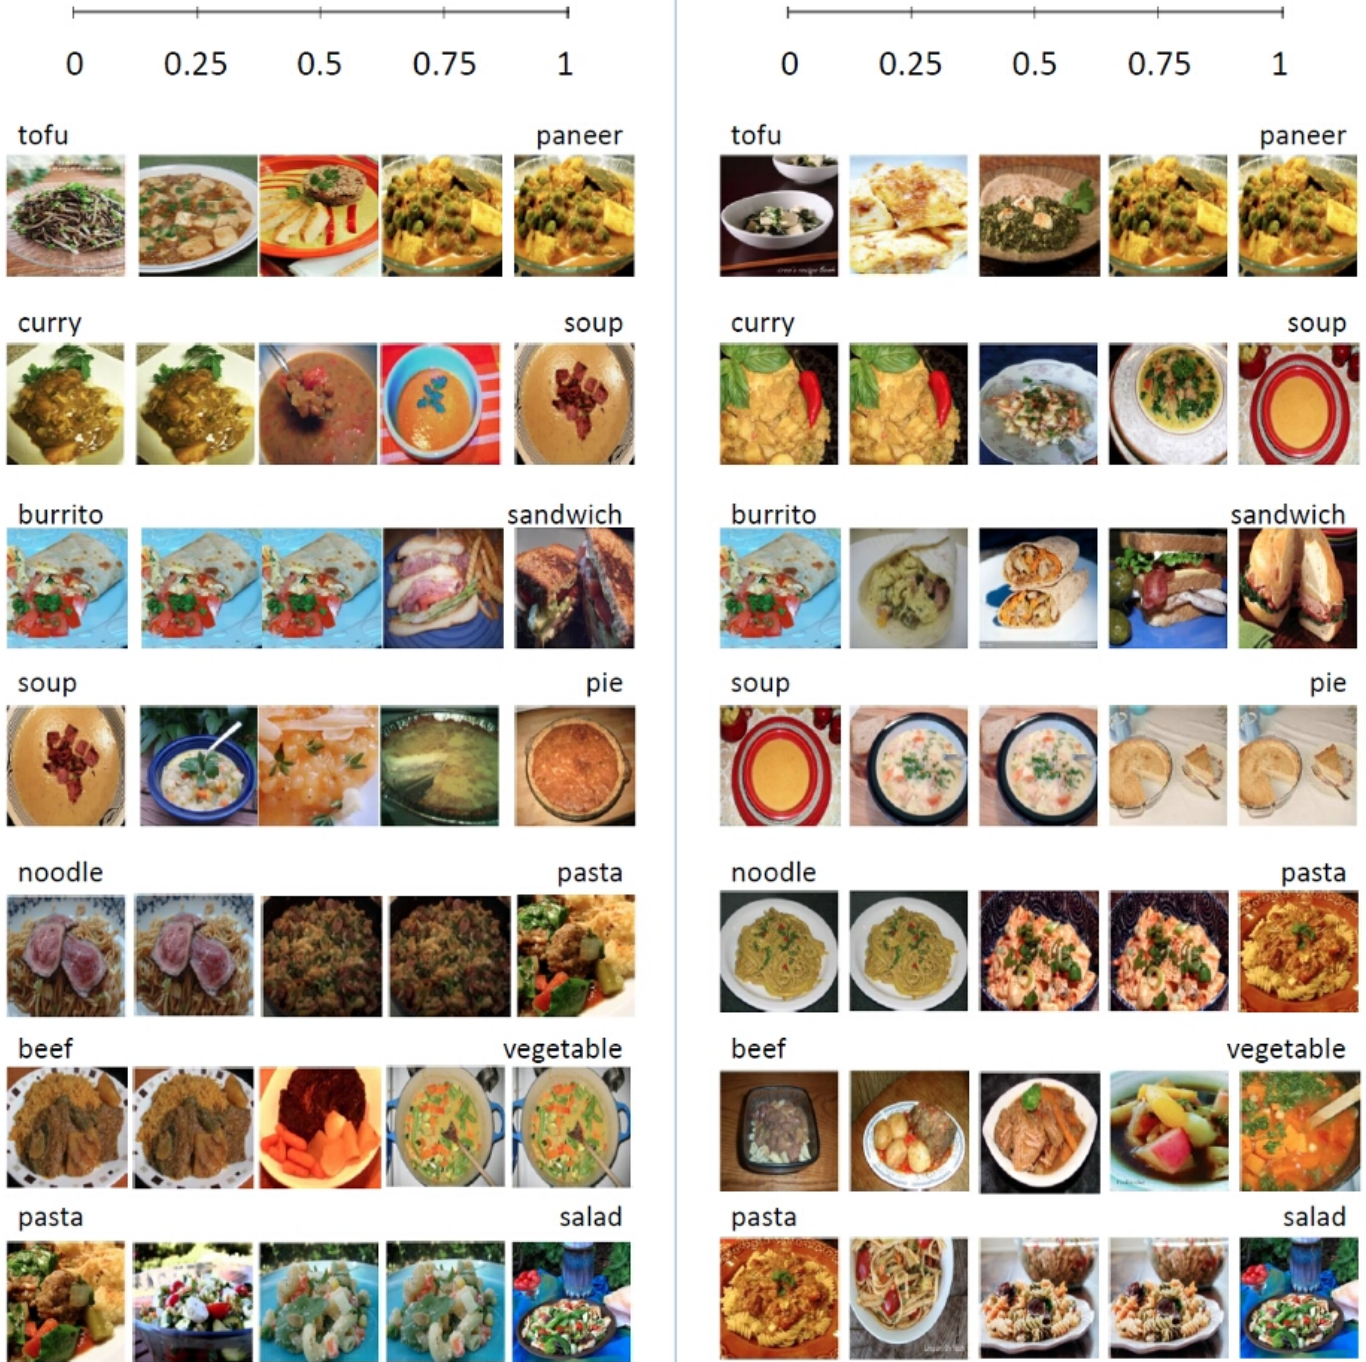 0 0.25 0.5 0.75 1
0 0.25 0.5 0.75 1
tofu paneer
tofu paneer
curry soup
curry soup
burrito sandwich
burrito sandwich
soup pie
soup pie
noodle pasta
noodle pasta
beef vegetable
beef vegetable
pasta salad
pasta salad